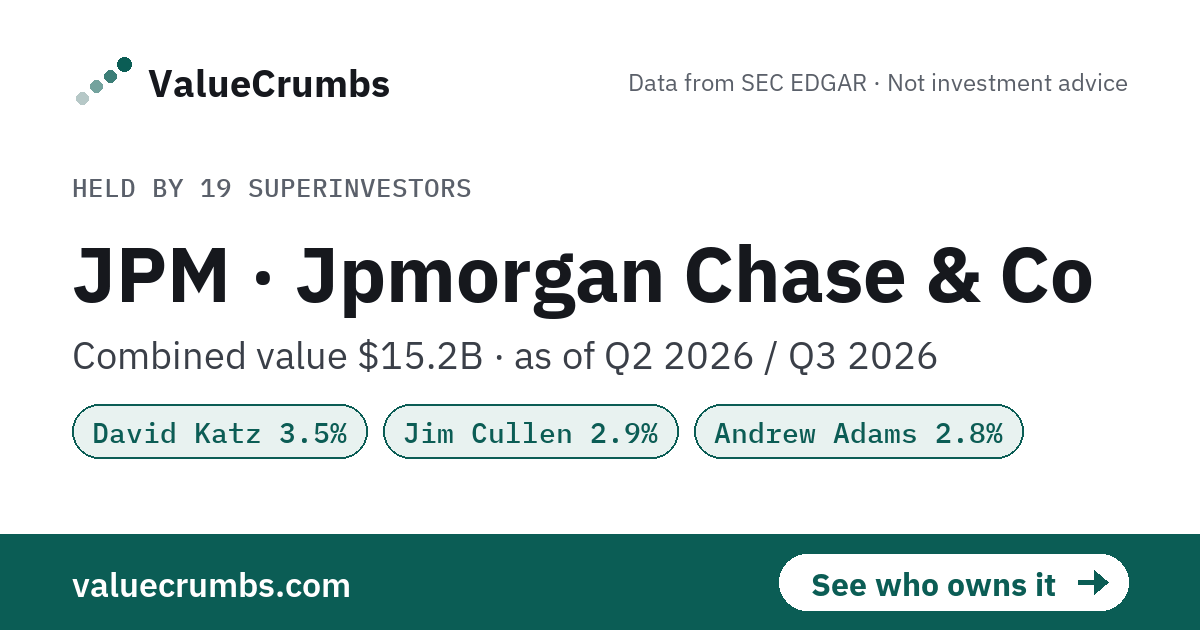 ValueCrumbs
Data from SEC EDGAR · Not investment advice
HELD BY 19 SUPERINVESTORS
JPM · Jpmorgan Chase & Co
Combined value $15.2B · as of Q2 2026 / Q3 2026
David Katz 3.5% Jim Cullen 2.9% Andrew Adams 2.8%
valuecrumbs.com
See who owns it →